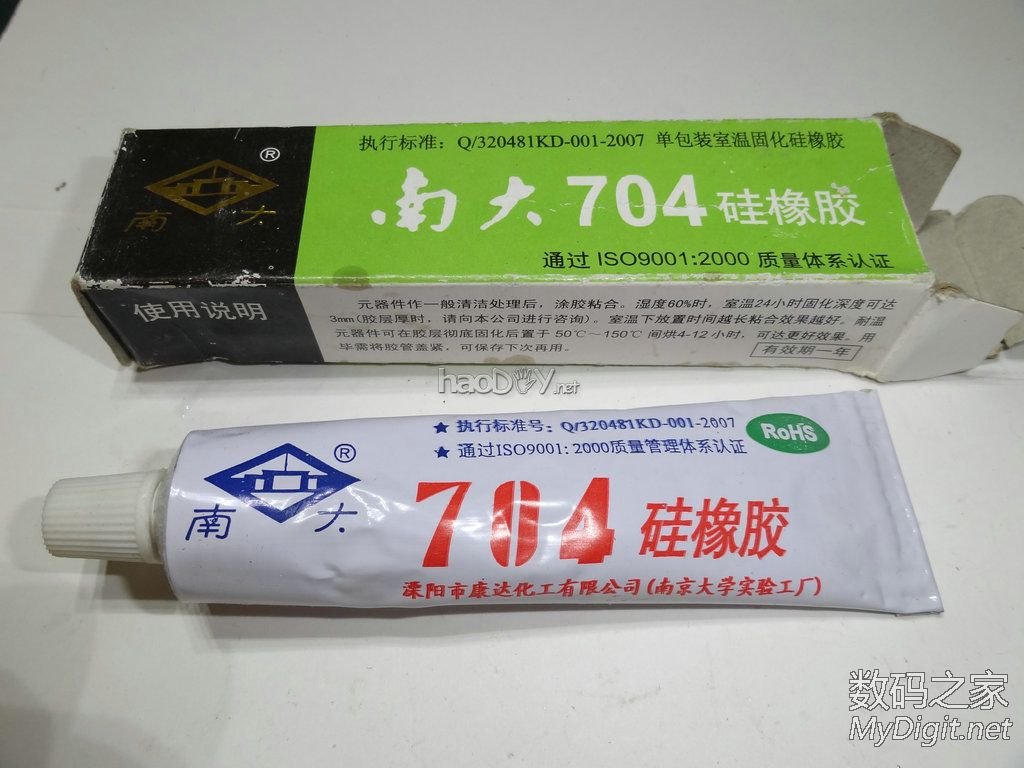 执行标准：Q/320481KD-001-2007 单包装室温固化硅橡胶
®
南大
南大704硅橡胶
通过 ISO9001:2000 质量体系认证
使用说明
元器件作一般清洁处理后，涂胶粘合。湿度60%时，室温24小时固化深度可达
3mm(胶层厚时，请向本公司进行咨询)。室温下放置时间越长粘合效果越好。耐温
元器件可在胶层彻底固化后置于 50℃～150℃ 间烘4-12小时，可达更好效果。用
毕需将胶管盖紧，可保存下次再用。
有效期一年
haoDIY.net
★ 执行标准号：Q/320481KD-001-2007
★ 通过ISO9001: 2000质量管理体系认证
RoHS
®
南大
704 硅橡胶
溧阳市康达化工有限公司(南京大学实验工厂)
数码之家
MyDigit.net